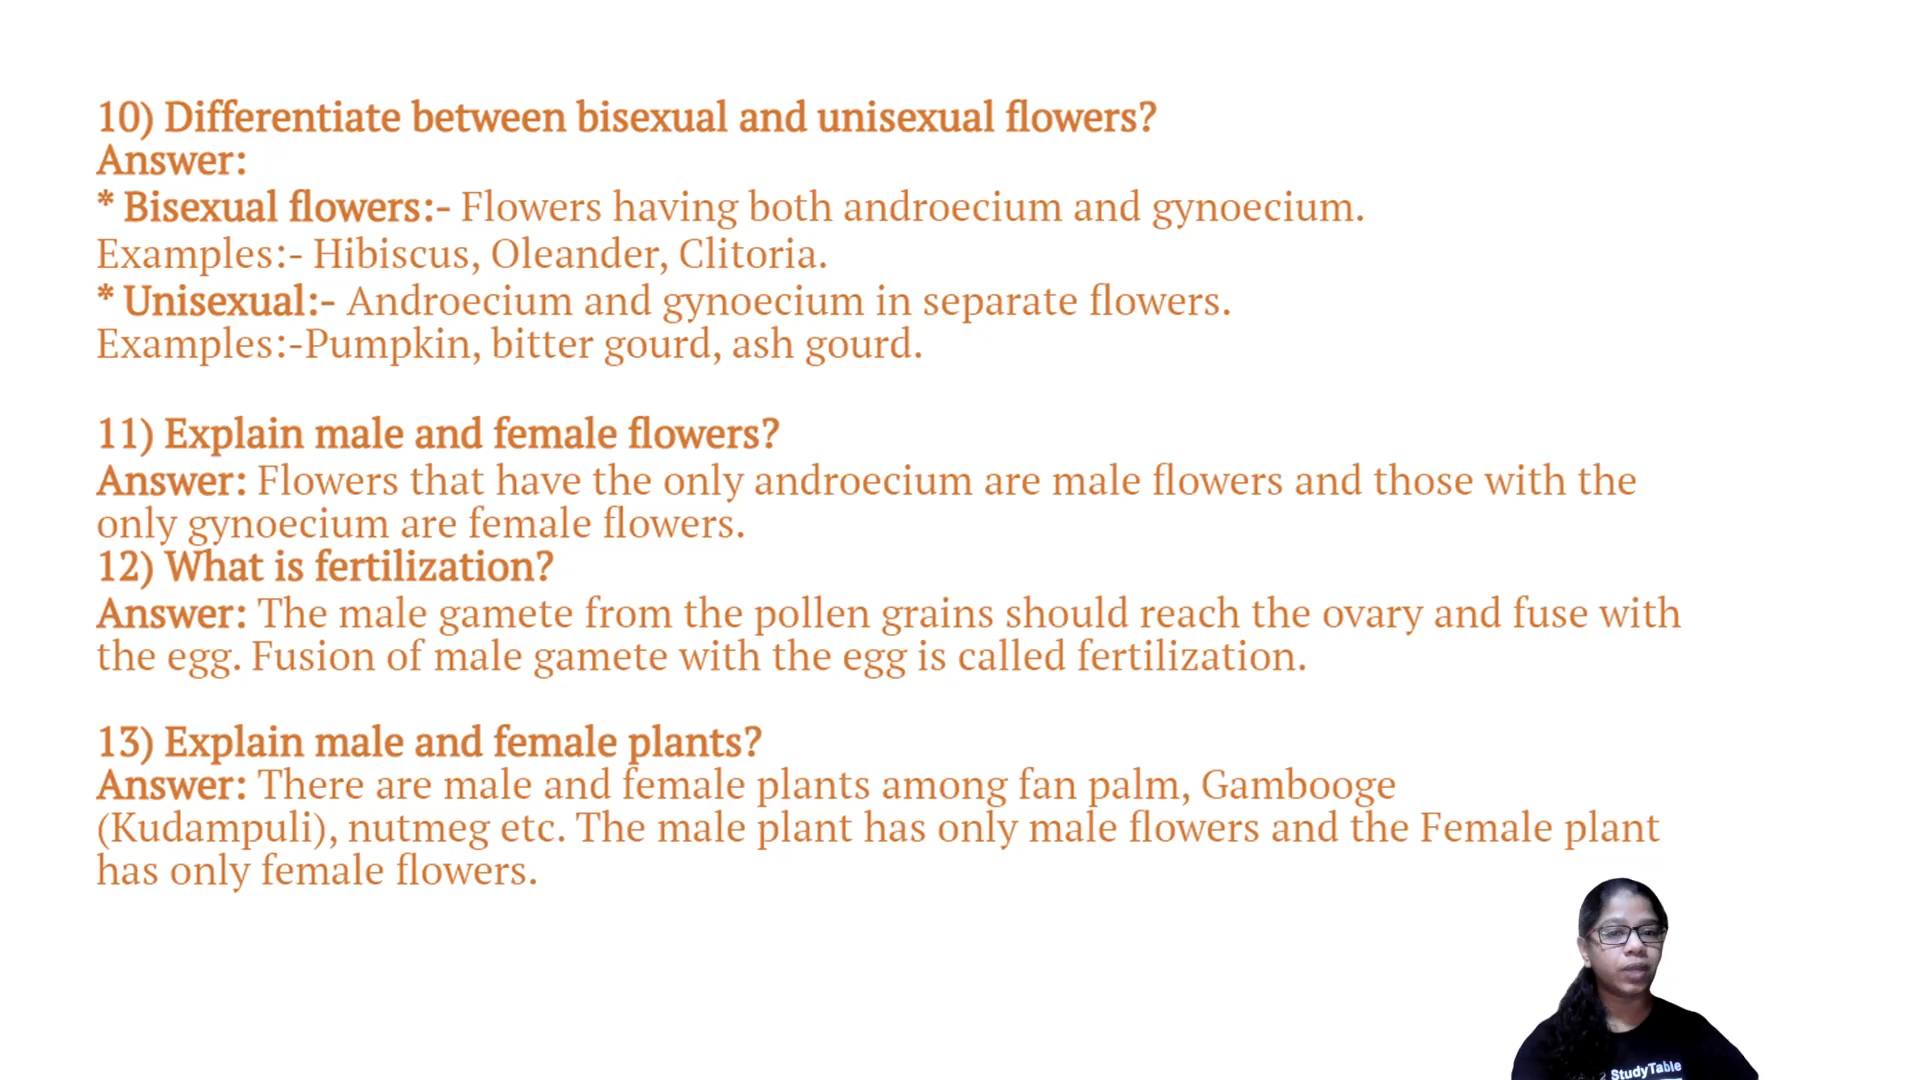 10) Differentiate between bisexual and unisexual flowers?
Answer:
* Bisexual flowers:- Flowers having both androecium and gynoecium.
Examples:- Hibiscus, Oleander, Clitoria.
* Unisexual:- Androecium and gynoecium in separate flowers.
Examples:-Pumpkin, bitter gourd, ash gourd.
11) Explain male and female flowers?
Answer: Flowers that have the only androecium are male flowers and those with the
only gynoecium are female flowers.
12) What is fertilization?
Answer: The male gamete from the pollen grains should reach the ovary and fuse with
the egg. Fusion of male gamete with the egg is called fertilization.
13) Explain male and female plants?
Answer: There are male and female plants among fan palm, Gambooge
(Kudampuli), nutmeg etc. The male plant has only male flowers and the Female plant
has only female flowers.
StudyTable